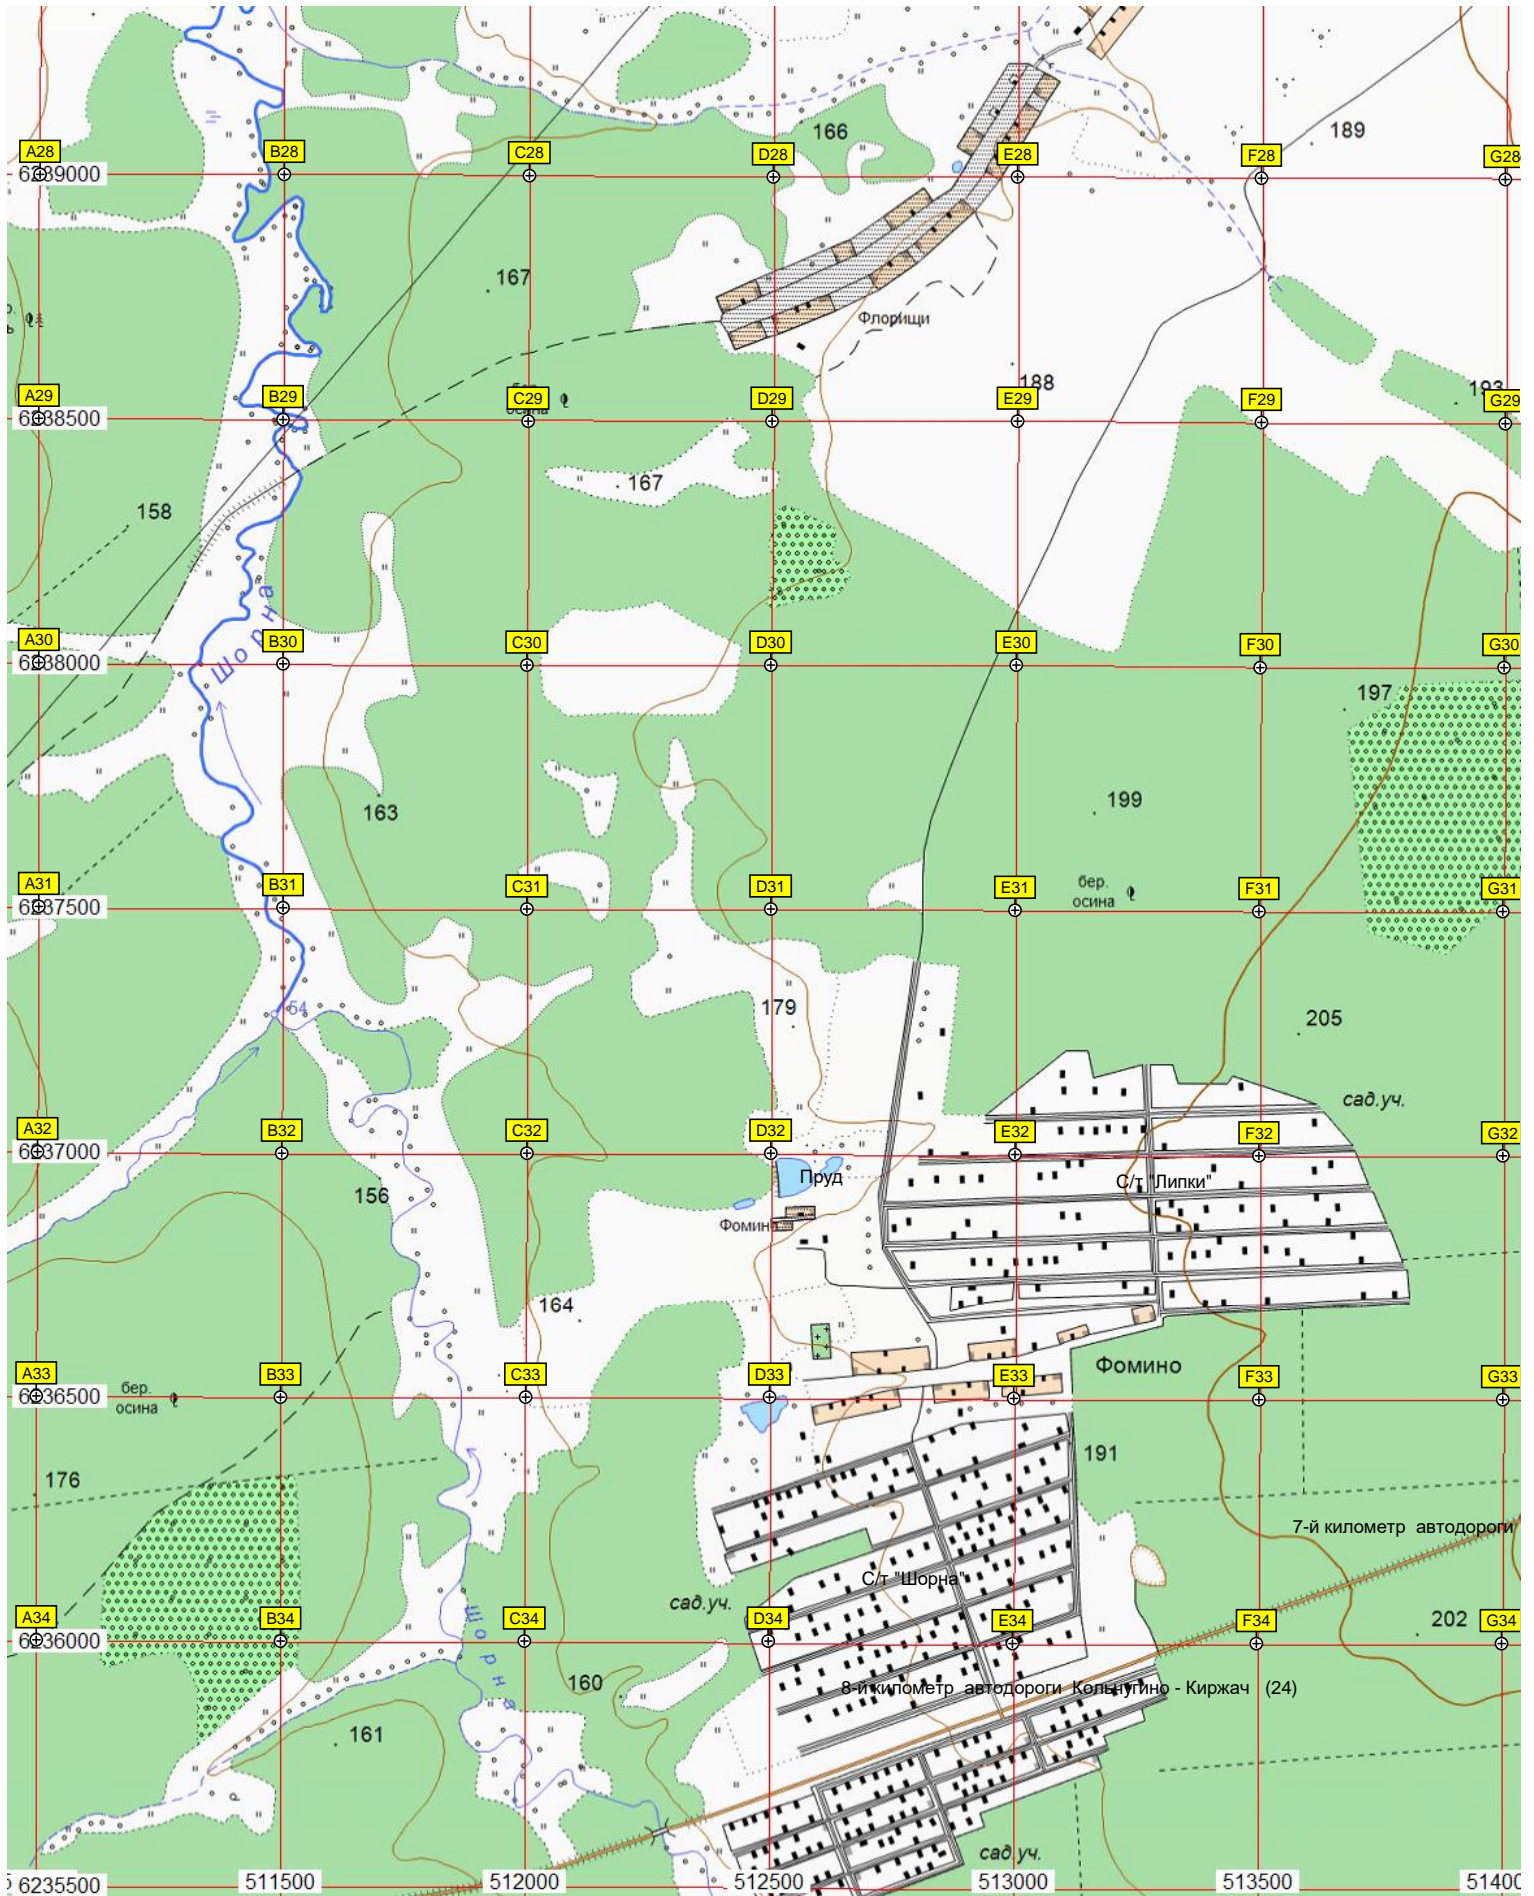 166
189
A28
B28
C28
D28
E28
F28
G28
6239000
167
Флорищи
188
193
A29
B29
бер.
осина
C29
D29
E29
F29
G29
6238500
167
158
Шорна
A30
B30
C30
D30
E30
F30
G30
6238000
197
199
163
A31
B31
C31
D31
E31
бер.
осина
F31
G31
6237500
179
205
сад.уч.
A32
B32
C32
D32
E32
F32
G32
6237000
Пруд
С/т "Липки"
156
Фомино
164
Фомино
A33
B33
C33
D33
E33
F33
G33
6236500
бер.
осина
191
176
7-й километр автодороги
С/т "Шорна"
сад.уч.
Шорна
A34
B34
C34
D34
E34
F34
G34
6236000
202
160
8-й километр автодороги Кольчугино - Киржач (24)
161
сад.уч.
6235500
511500
512000
512500
513000
513500